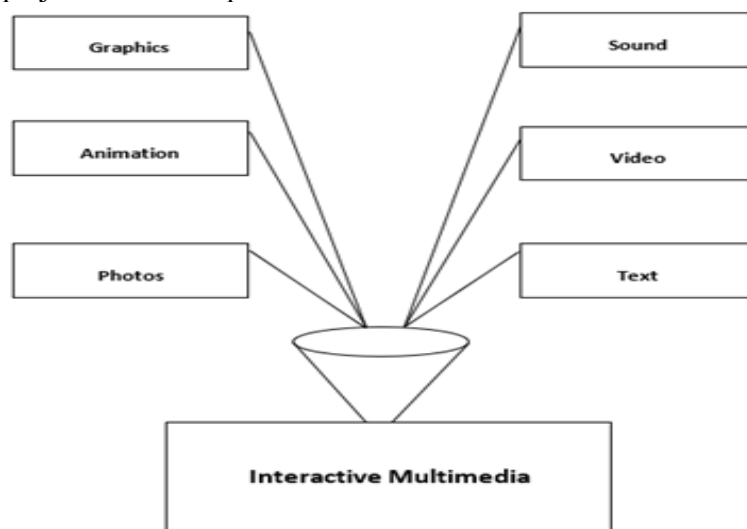 Graphics
Sound
Animation
Video
Photos
Text
Interactive Multimedia